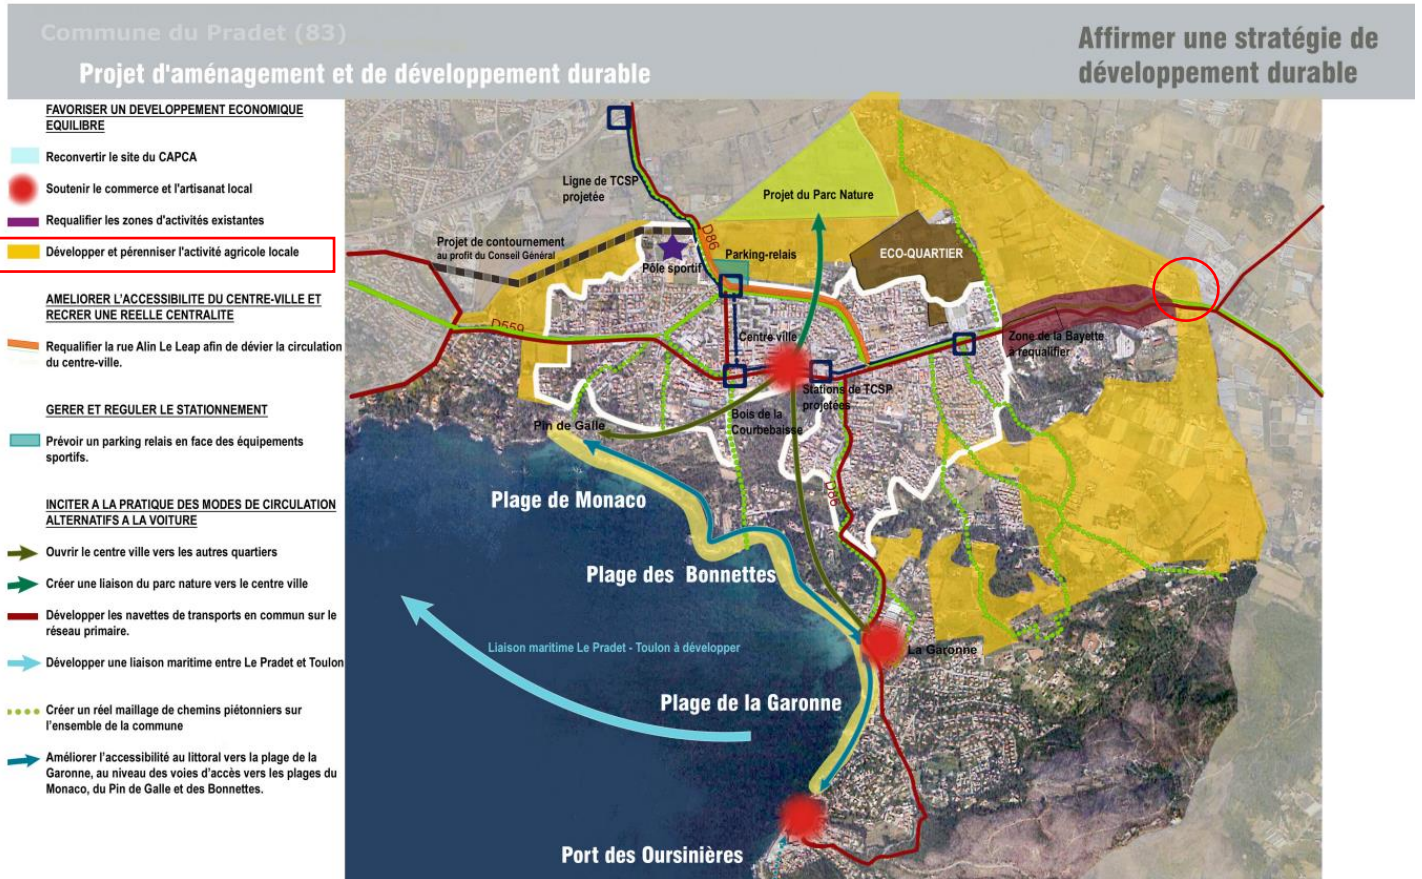 Commune du Pradet (83)
Projet d'aménagement et de développement durable
Affirmer une stratégie de
développement durable
FAVORISER UN DEVELOPPEMENT ECONOMIQUE
EQUILIBRE
Reconvertir le site du CAPCA
Soutenir le commerce et l'artisanat local
Requalifier les zones d'activités existantes
Développer et pérenniser l'activité agricole locale
AMELIORER L'ACCESSIBILITE DU CENTRE-VILLE ET
RECRER UNE REELLE CENTRALITE
Requalifier la rue Alin Le Leap afin de dévier la circulation
du centre-ville.
GERER ET REGULER LE STATIONNEMENT
Prévoir un parking relais en face des équipements
sportifs.
INCITER A LA PRATIQUE DES MODES DE CIRCULATION
ALTERNATIFS A LA VOITURE
Ouvrir le centre ville vers les autres quartiers
Créer une liaison du parc nature vers le centre ville
Développer les navettes de transports en commun sur le
réseau primaire.
Développer une liaison maritime entre Le Pradet et Toulon
Créer un réel maillage de chemins piétonniers sur
l'ensemble de la commune
Améliorer l'accessibilité au littoral vers la plage de la
Garonne, au niveau des voies d'accès vers les plages du
Monaco, du Pin de Galle et des Bonnettes.
Ligne de TCSP
projetée
Projet du Parc Nature
D86
Projet de contournement
au profit du Conseil Général
Pôle sportif
Parking-relais
ECO-QUARTIER
D559
Centre ville
Zone de la Bayette
à requalifier
Stations de TCSP
projetées
Bois de la
Courbebaisse
Pin de Galle
D86
Plage de Monaco
Plage des Bonnettes
Liaison maritime Le Pradet - Toulon à développer
La Garonne
Plage de la Garonne
Port des Oursinières